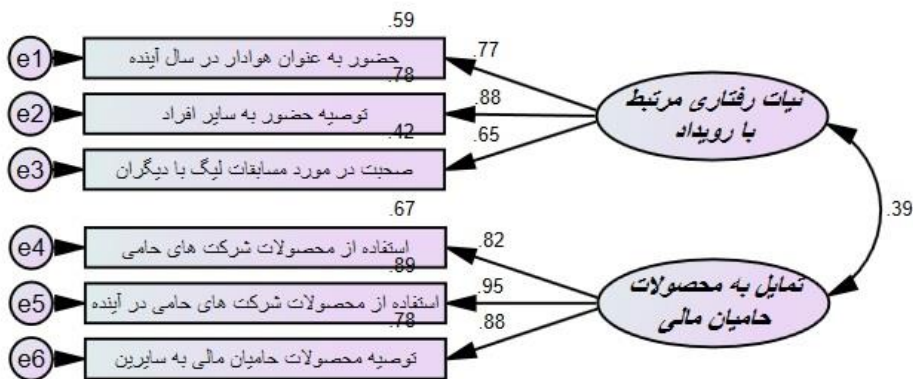 .59
e1
حضور به عنوان هوادار در سال آینده
.77
نیات رفتاری مرتبط
با رویداد
.78
e2
توصیه حضور به سایر افراد
.88
.42
e3
صحبت در مورد مسابقات لیگ با دیگران
.65
.39
.67
e4
استفاده از محصولات شرکت های حامی
.82
تمایل به محصولات
حامیان مالی
.89
e5
استفاده از محصولات شرکت های حامی در آینده
.95
.78
e6
توصیه محصولات حامیان مالی به سایرین
.88